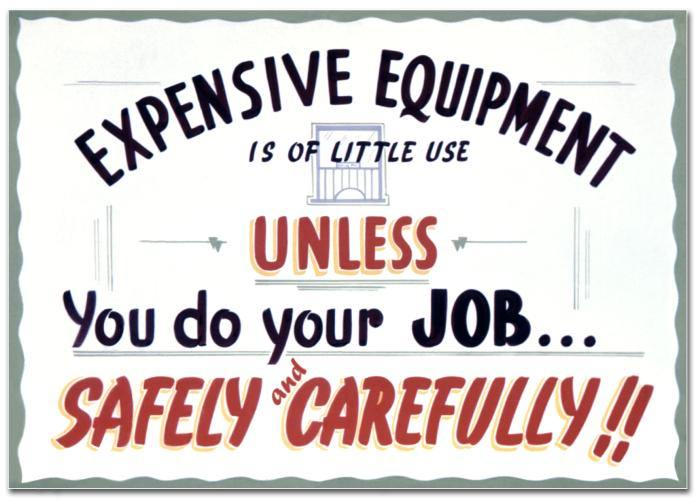 EXPENSIVE EQUIPMENT
IS OF LITTLE USE
UNLESS
You do your JOB...
SAFELY and CAREFULLY!!